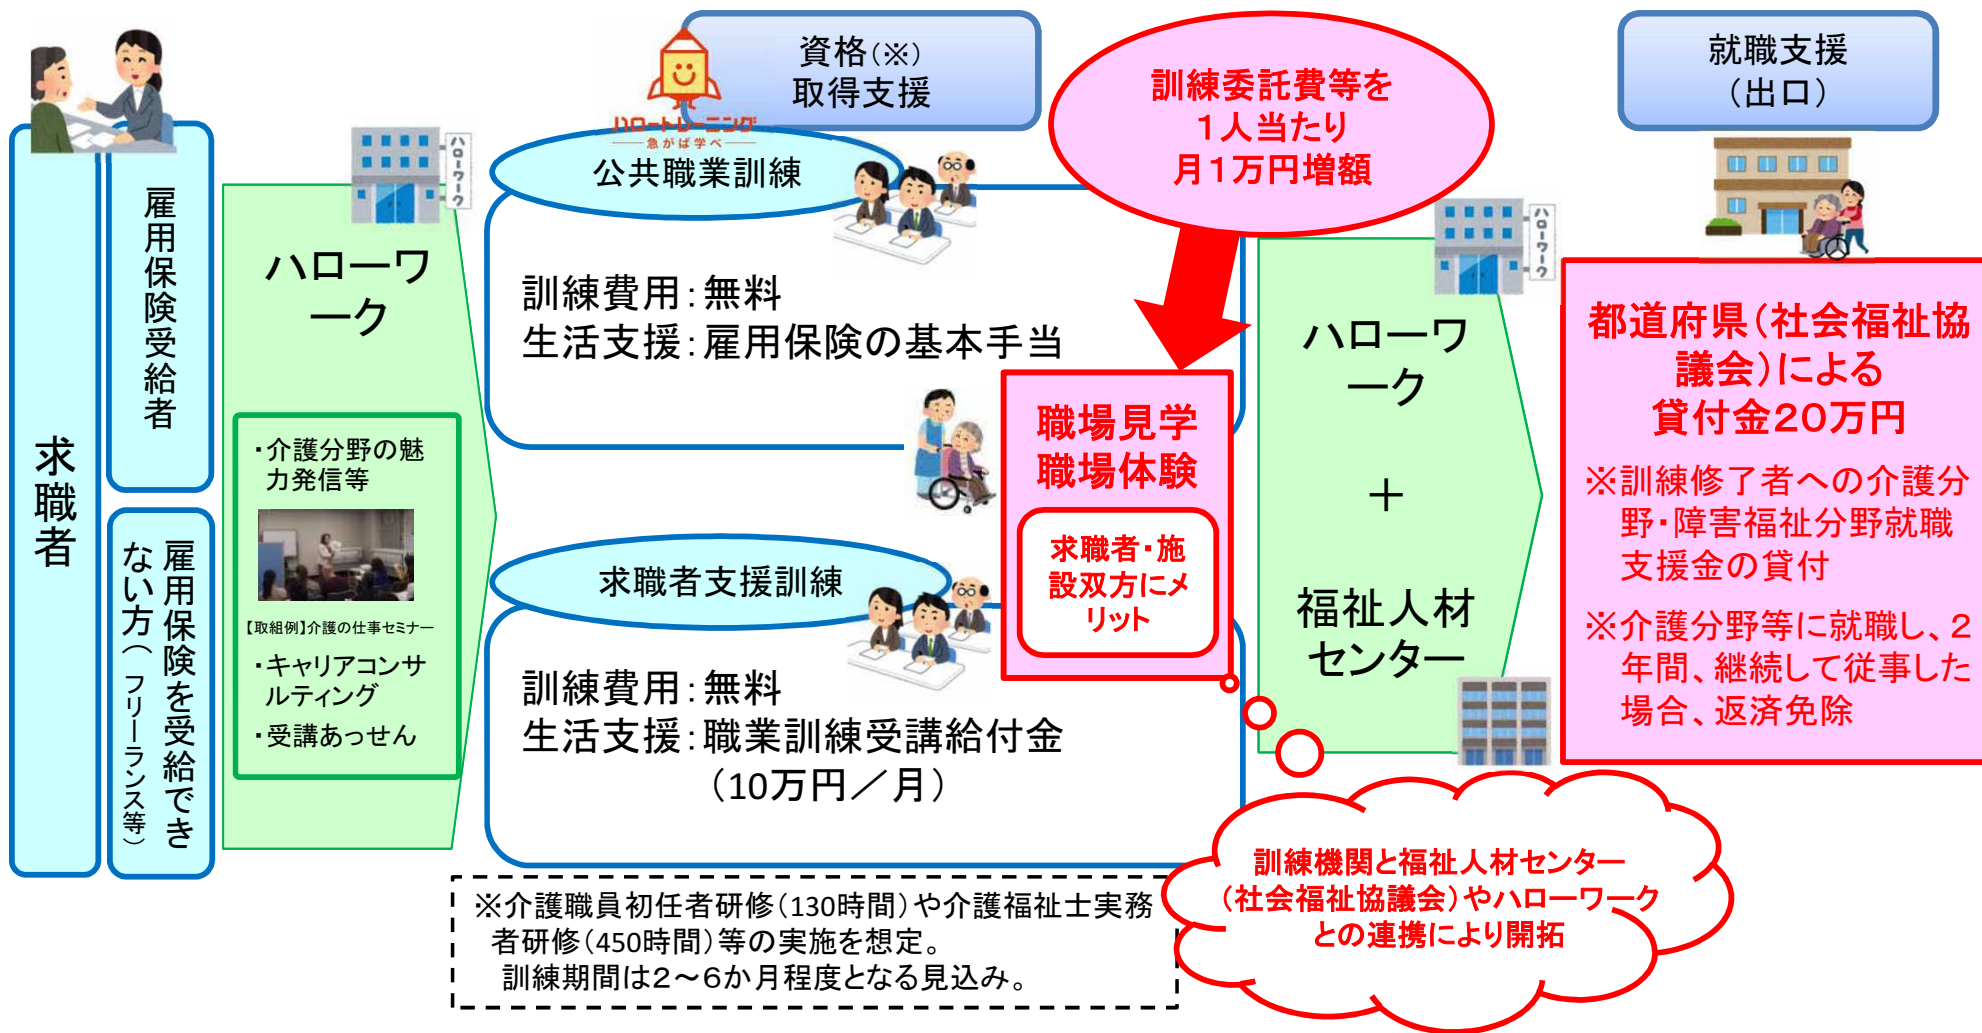 求職者
雇用保険受給者
雇用保険を受給でき
ない方（フリーランス等）
ハローワーク
ハローワ
ーク
・介護分野の魅
力発信等
【取組例】介護の仕事セミナー
・キャリアコンサ
ルティング
・受講あっせん
資格（※）
取得支援
ハロートレーニング
急がば学べ
公共職業訓練
訓練費用：無料
生活支援：雇用保険の基本手当
求職者支援訓練
訓練費用：無料
生活支援：職業訓練受講給付金
（10万円／月）
※介護職員初任者研修（130時間）や介護福祉士実務
者研修（450時間）等の実施を想定。
訓練期間は２～６か月程度となる見込み。
訓練委託費等を
１人当たり
月１万円増額
職場見学
職場体験
求職者・施
設双方にメ
リット
訓練機関と福祉人材センター
（社会福祉協議会）やハローワーク
との連携により開拓
ハローワーク
ハローワ
ーク
＋
福祉人材
センター
就職支援
（出口）
都道府県（社会福祉協
議会）による
貸付金２０万円
※訓練修了者への介護分
野・障害福祉分野就職
支援金の貸付
※介護分野等に就職し、２
年間、継続して従事した
場合、返済免除